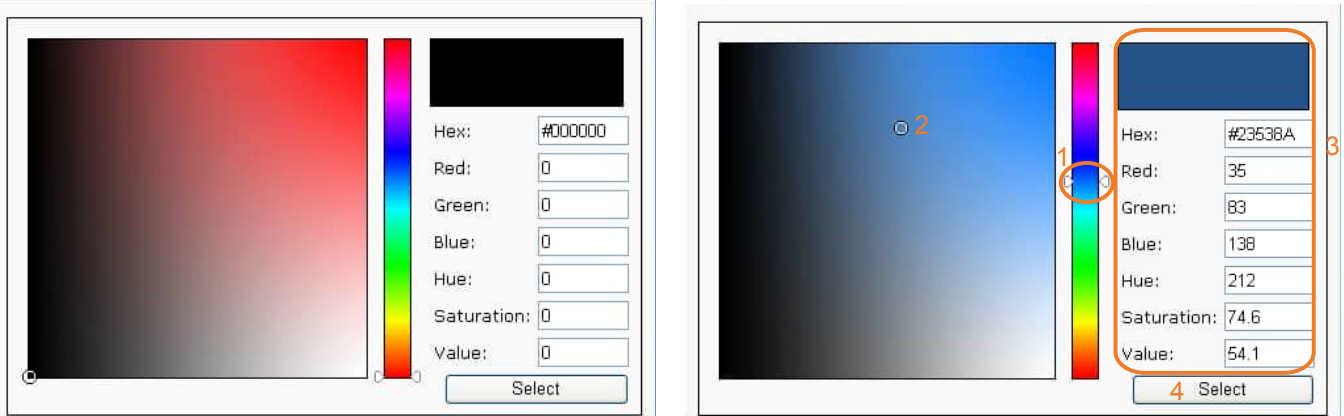 Hex: #000000
Red: 0
Green: 0
Blue: 0
Hue: 0
Saturation: 0
Value: 0
Select
1
2
3
Hex: #23538A
Red: 35
Green: 83
Blue: 138
Hue: 212
Saturation: 74.6
Value: 54.1
4 Select